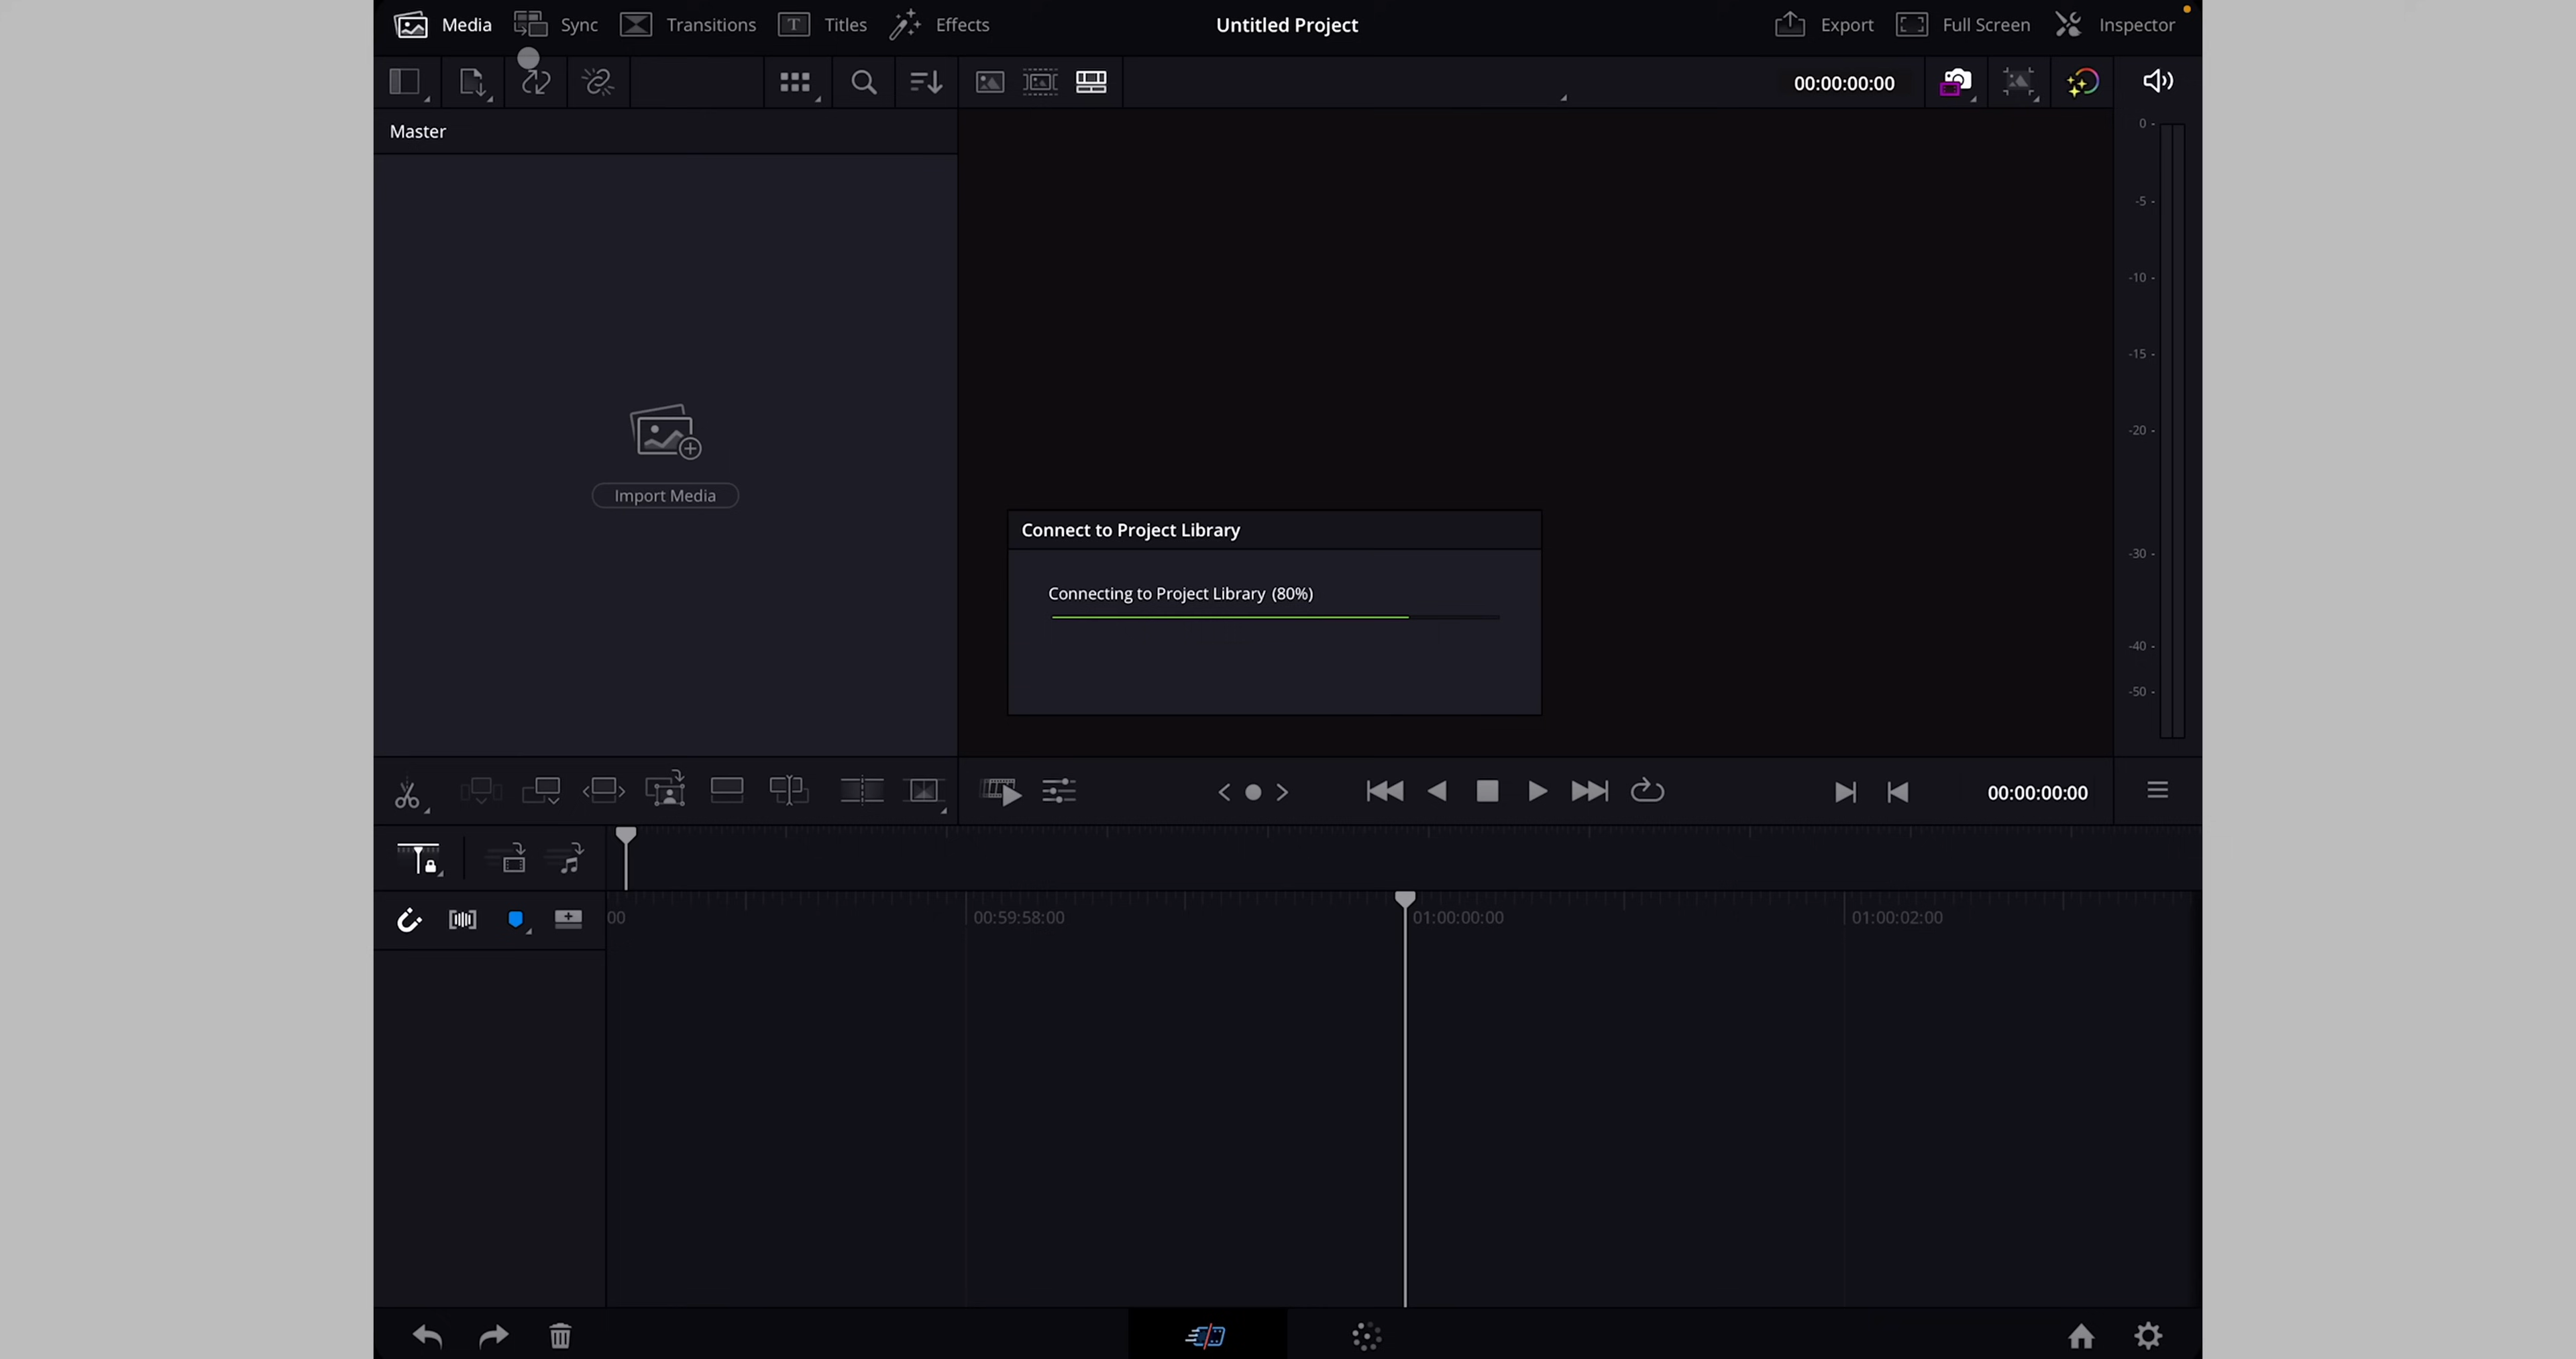 Media Sync Transitions Titles Effects Untitled Project Export Full Screen Inspector
00:00:00:00
Master
0 -
-5 -
-10 -
-15 -
-20 -
-30 -
-40 -
-50 -
Import Media
Connect to Project Library
Connecting to Project Library (80%)
00:00:00:00
00 00:59:58:00 01:00:00:00 01:00:02:00